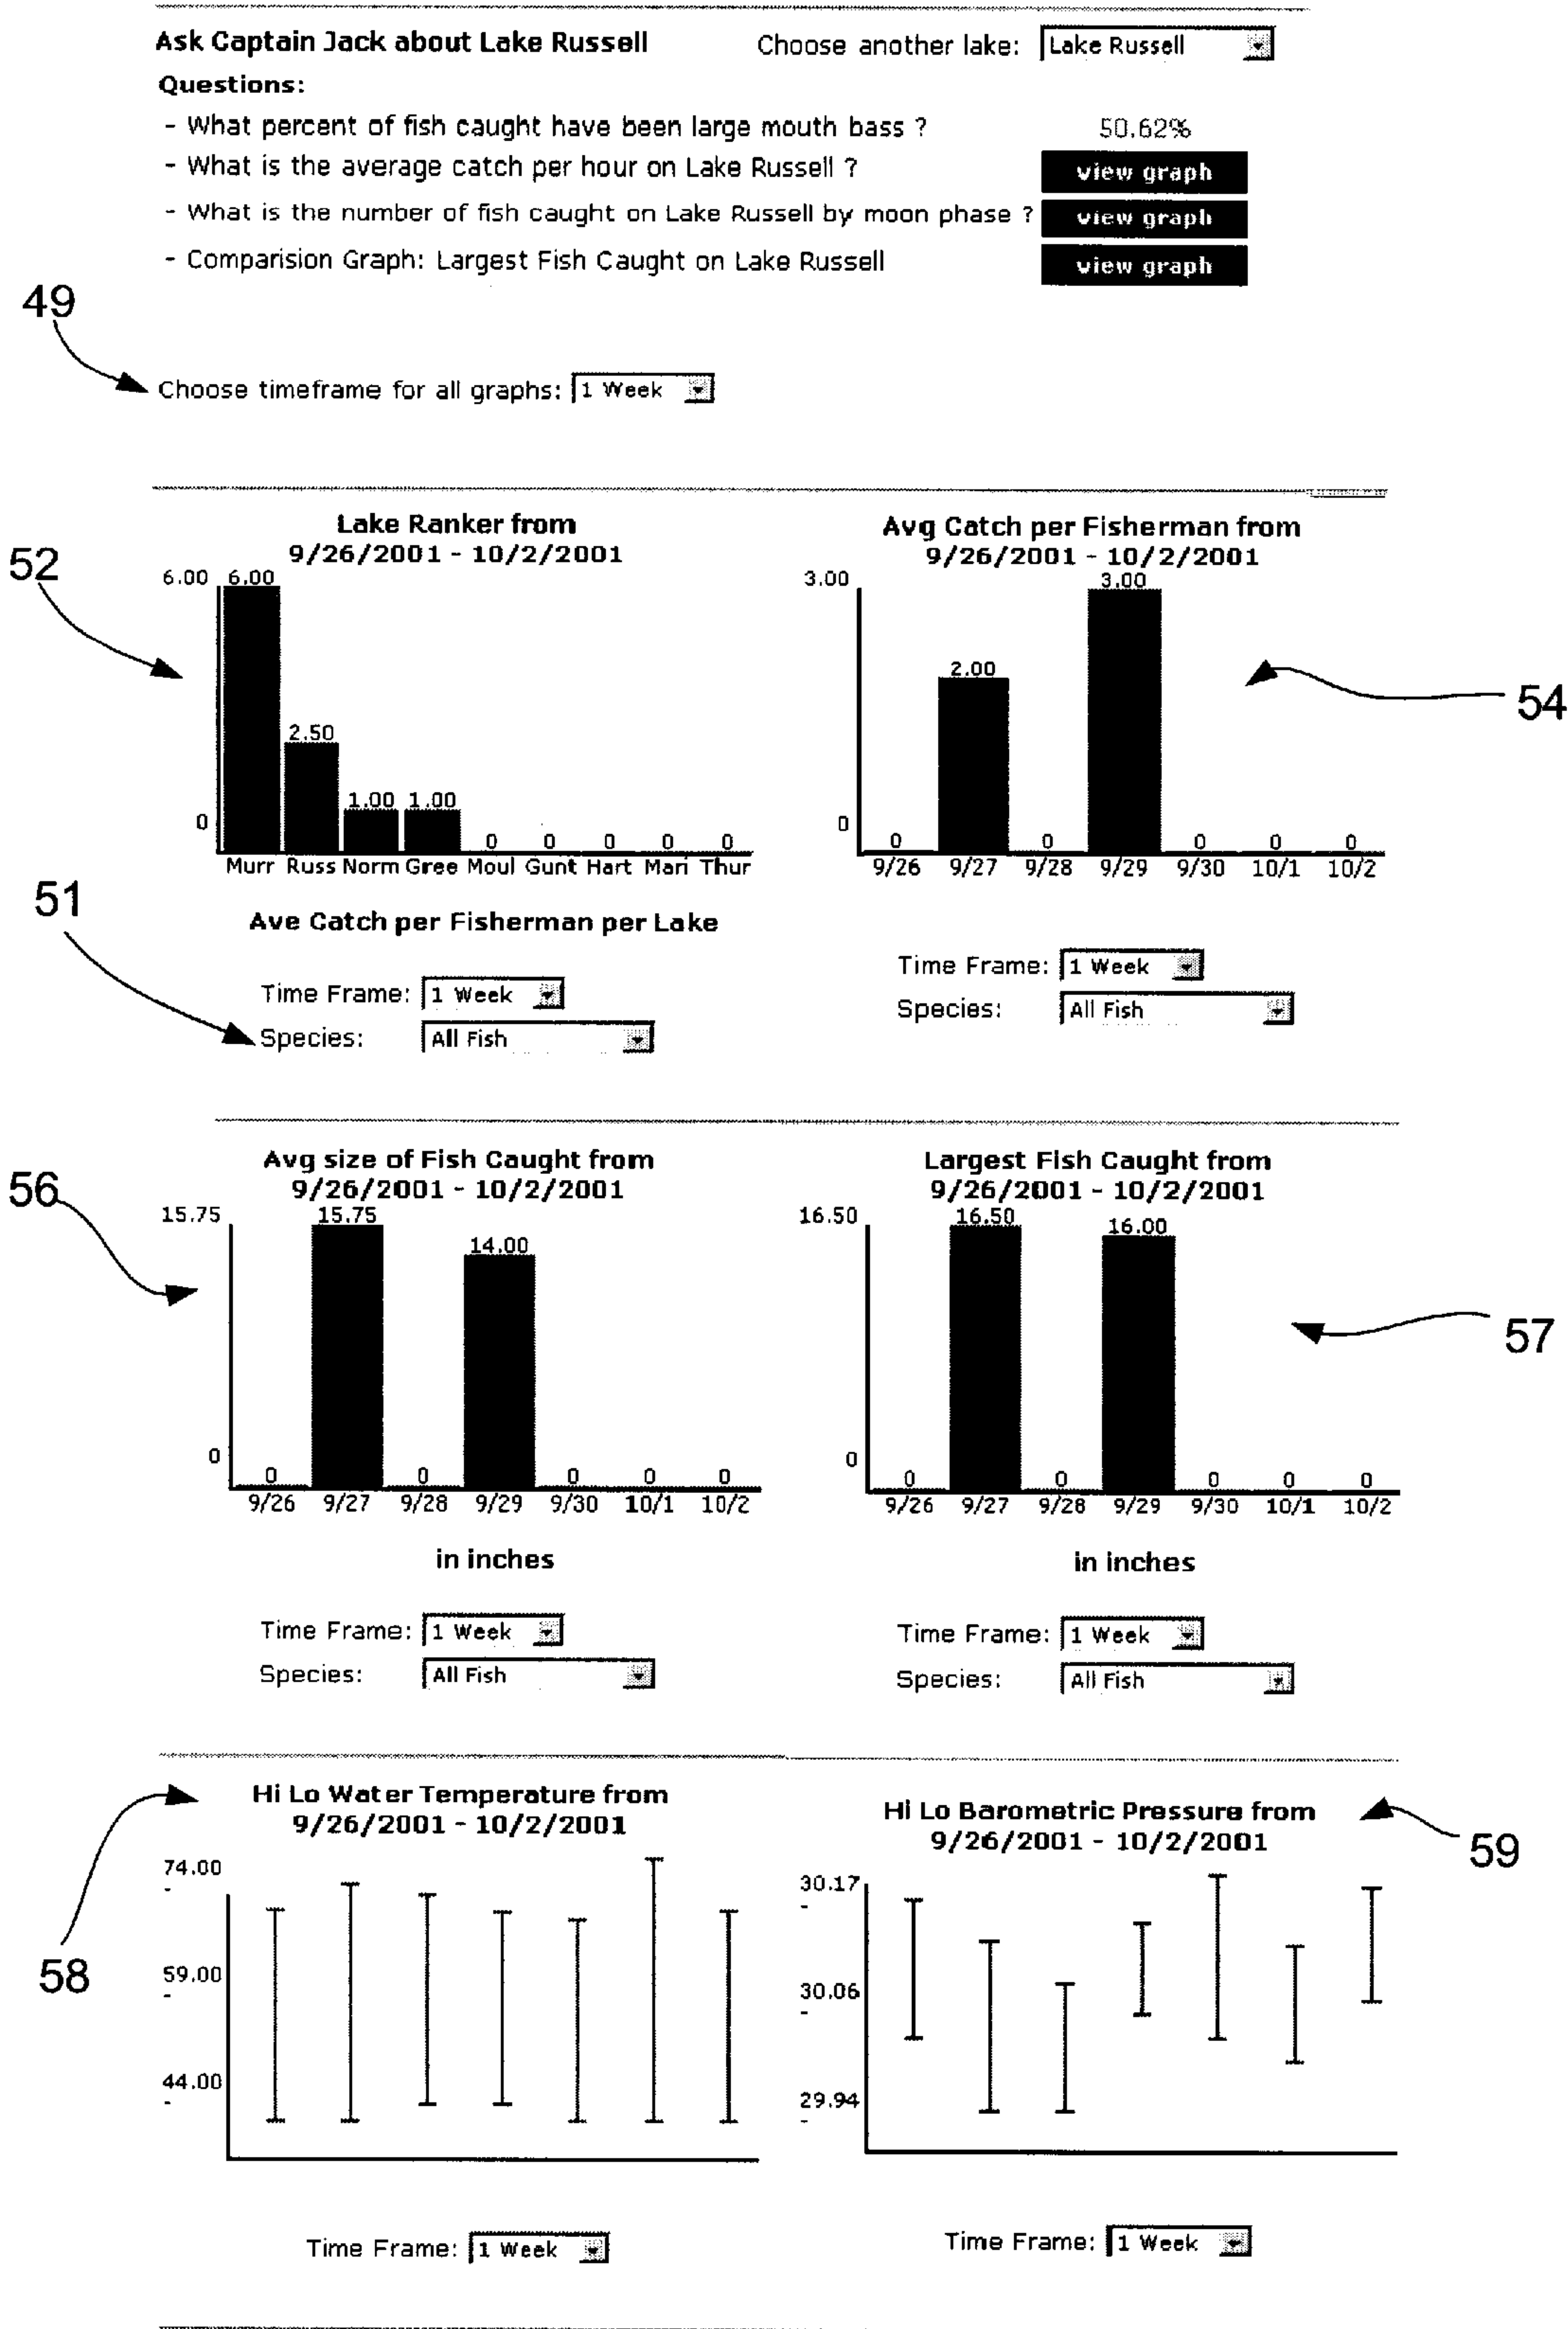 Ask Captain Jack about Lake Russell
Choose another lake: Lake Russell
Questions:
- What percent of fish caught have been large mouth bass ? 50.62%
- What is the average catch per hour on Lake Russell ? view graph
- What is the number of fish caught on Lake Russell by moon phase ? view graph
- Comparision Graph: Largest Fish Caught on Lake Russell view graph
49
Choose timeframe for all graphs: 1 Week
52
Lake Ranker from
9/26/2001 - 10/2/2001
6.00 6.00
2.50
1.00 1.00
0 0 0 0 0 0
Murr Russ Norm Gree Moul Gunt Hart Mari Thur
Ave Catch per Fisherman per Lake
51
Time Frame: 1 Week
Species: All Fish
Avg Catch per Fisherman from
9/26/2001 - 10/2/2001
3.00 3.00
2.00
54
0 0 0 0 0 0
9/26 9/27 9/28 9/29 9/30 10/1 10/2
Time Frame: 1 Week
Species: All Fish
56
Avg size of Fish Caught from
9/26/2001 - 10/2/2001
15.75 15.75
14.00
0 0 0 0 0 0
9/26 9/27 9/28 9/29 9/30 10/1 10/2
in inches
Time Frame: 1 Week
Species: All Fish
Largest Fish Caught from
9/26/2001 - 10/2/2001
16.50 16.50
16.00
57
0 0 0 0 0 0
9/26 9/27 9/28 9/29 9/30 10/1 10/2
in inches
Time Frame: 1 Week
Species: All Fish
58
Hi Lo Water Temperature from
9/26/2001 - 10/2/2001
74.00
-
59.00
-
44.00
-
Time Frame: 1 Week
Hi Lo Barometric Pressure from
9/26/2001 - 10/2/2001
59
30.17
-
30.06
-
29.94
-
Time Frame: 1 Week